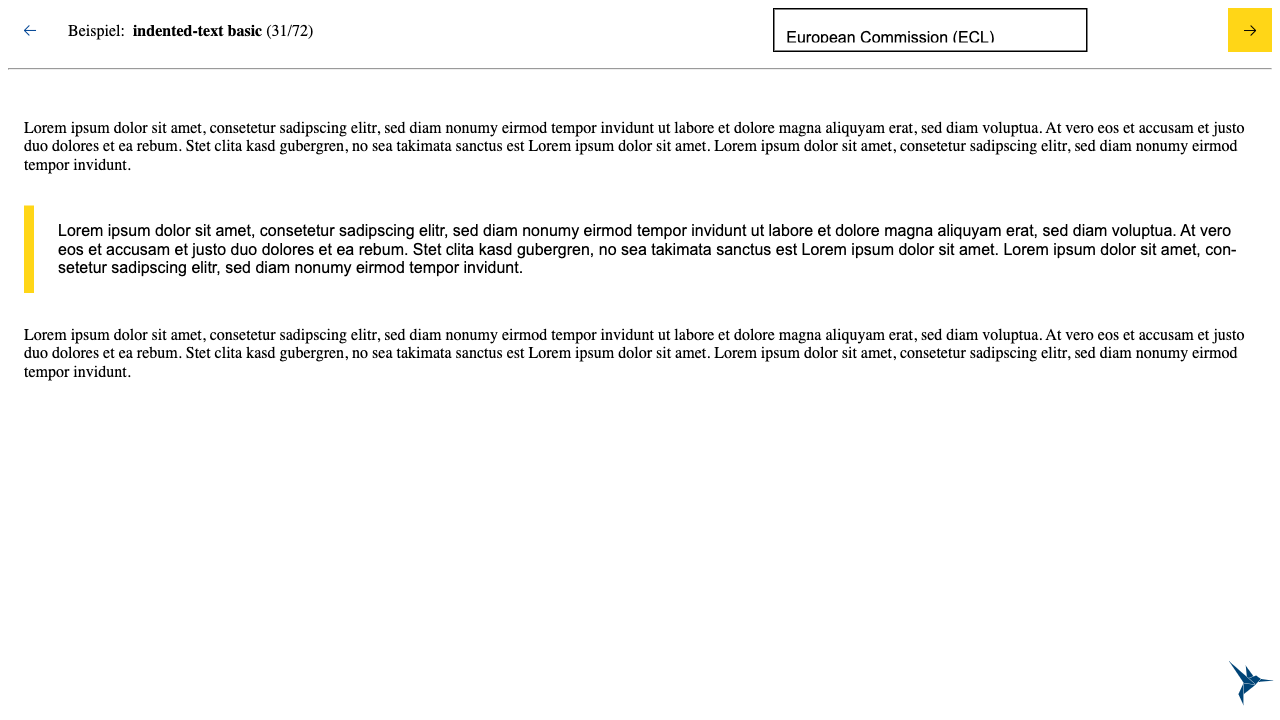 Beispiel: indented-text basic (31/72)
European Commission (ECL)
Lorem ipsum dolor sit amet, consetetur sadipscing elitr, sed diam nonumy eirmod tempor invidunt ut labore et dolore magna aliquyam erat, sed diam voluptua. At vero eos et accusam et justo
duo dolores et ea rebum. Stet clita kasd gubergren, no sea takimata sanctus est Lorem ipsum dolor sit amet. Lorem ipsum dolor sit amet, consetetur sadipscing elitr, sed diam nonumy eirmod
tempor invidunt.
Lorem ipsum dolor sit amet, consetetur sadipscing elitr, sed diam nonumy eirmod tempor invidunt ut labore et dolore magna aliquyam erat, sed diam voluptua. At vero
eos et accusam et justo duo dolores et ea rebum. Stet clita kasd gubergren, no sea takimata sanctus est Lorem ipsum dolor sit amet. Lorem ipsum dolor sit amet, con-
setetur sadipscing elitr, sed diam nonumy eirmod tempor invidunt.
Lorem ipsum dolor sit amet, consetetur sadipscing elitr, sed diam nonumy eirmod tempor invidunt ut labore et dolore magna aliquyam erat, sed diam voluptua. At vero eos et accusam et justo
duo dolores et ea rebum. Stet clita kasd gubergren, no sea takimata sanctus est Lorem ipsum dolor sit amet. Lorem ipsum dolor sit amet, consetetur sadipscing elitr, sed diam nonumy eirmod
tempor invidunt.